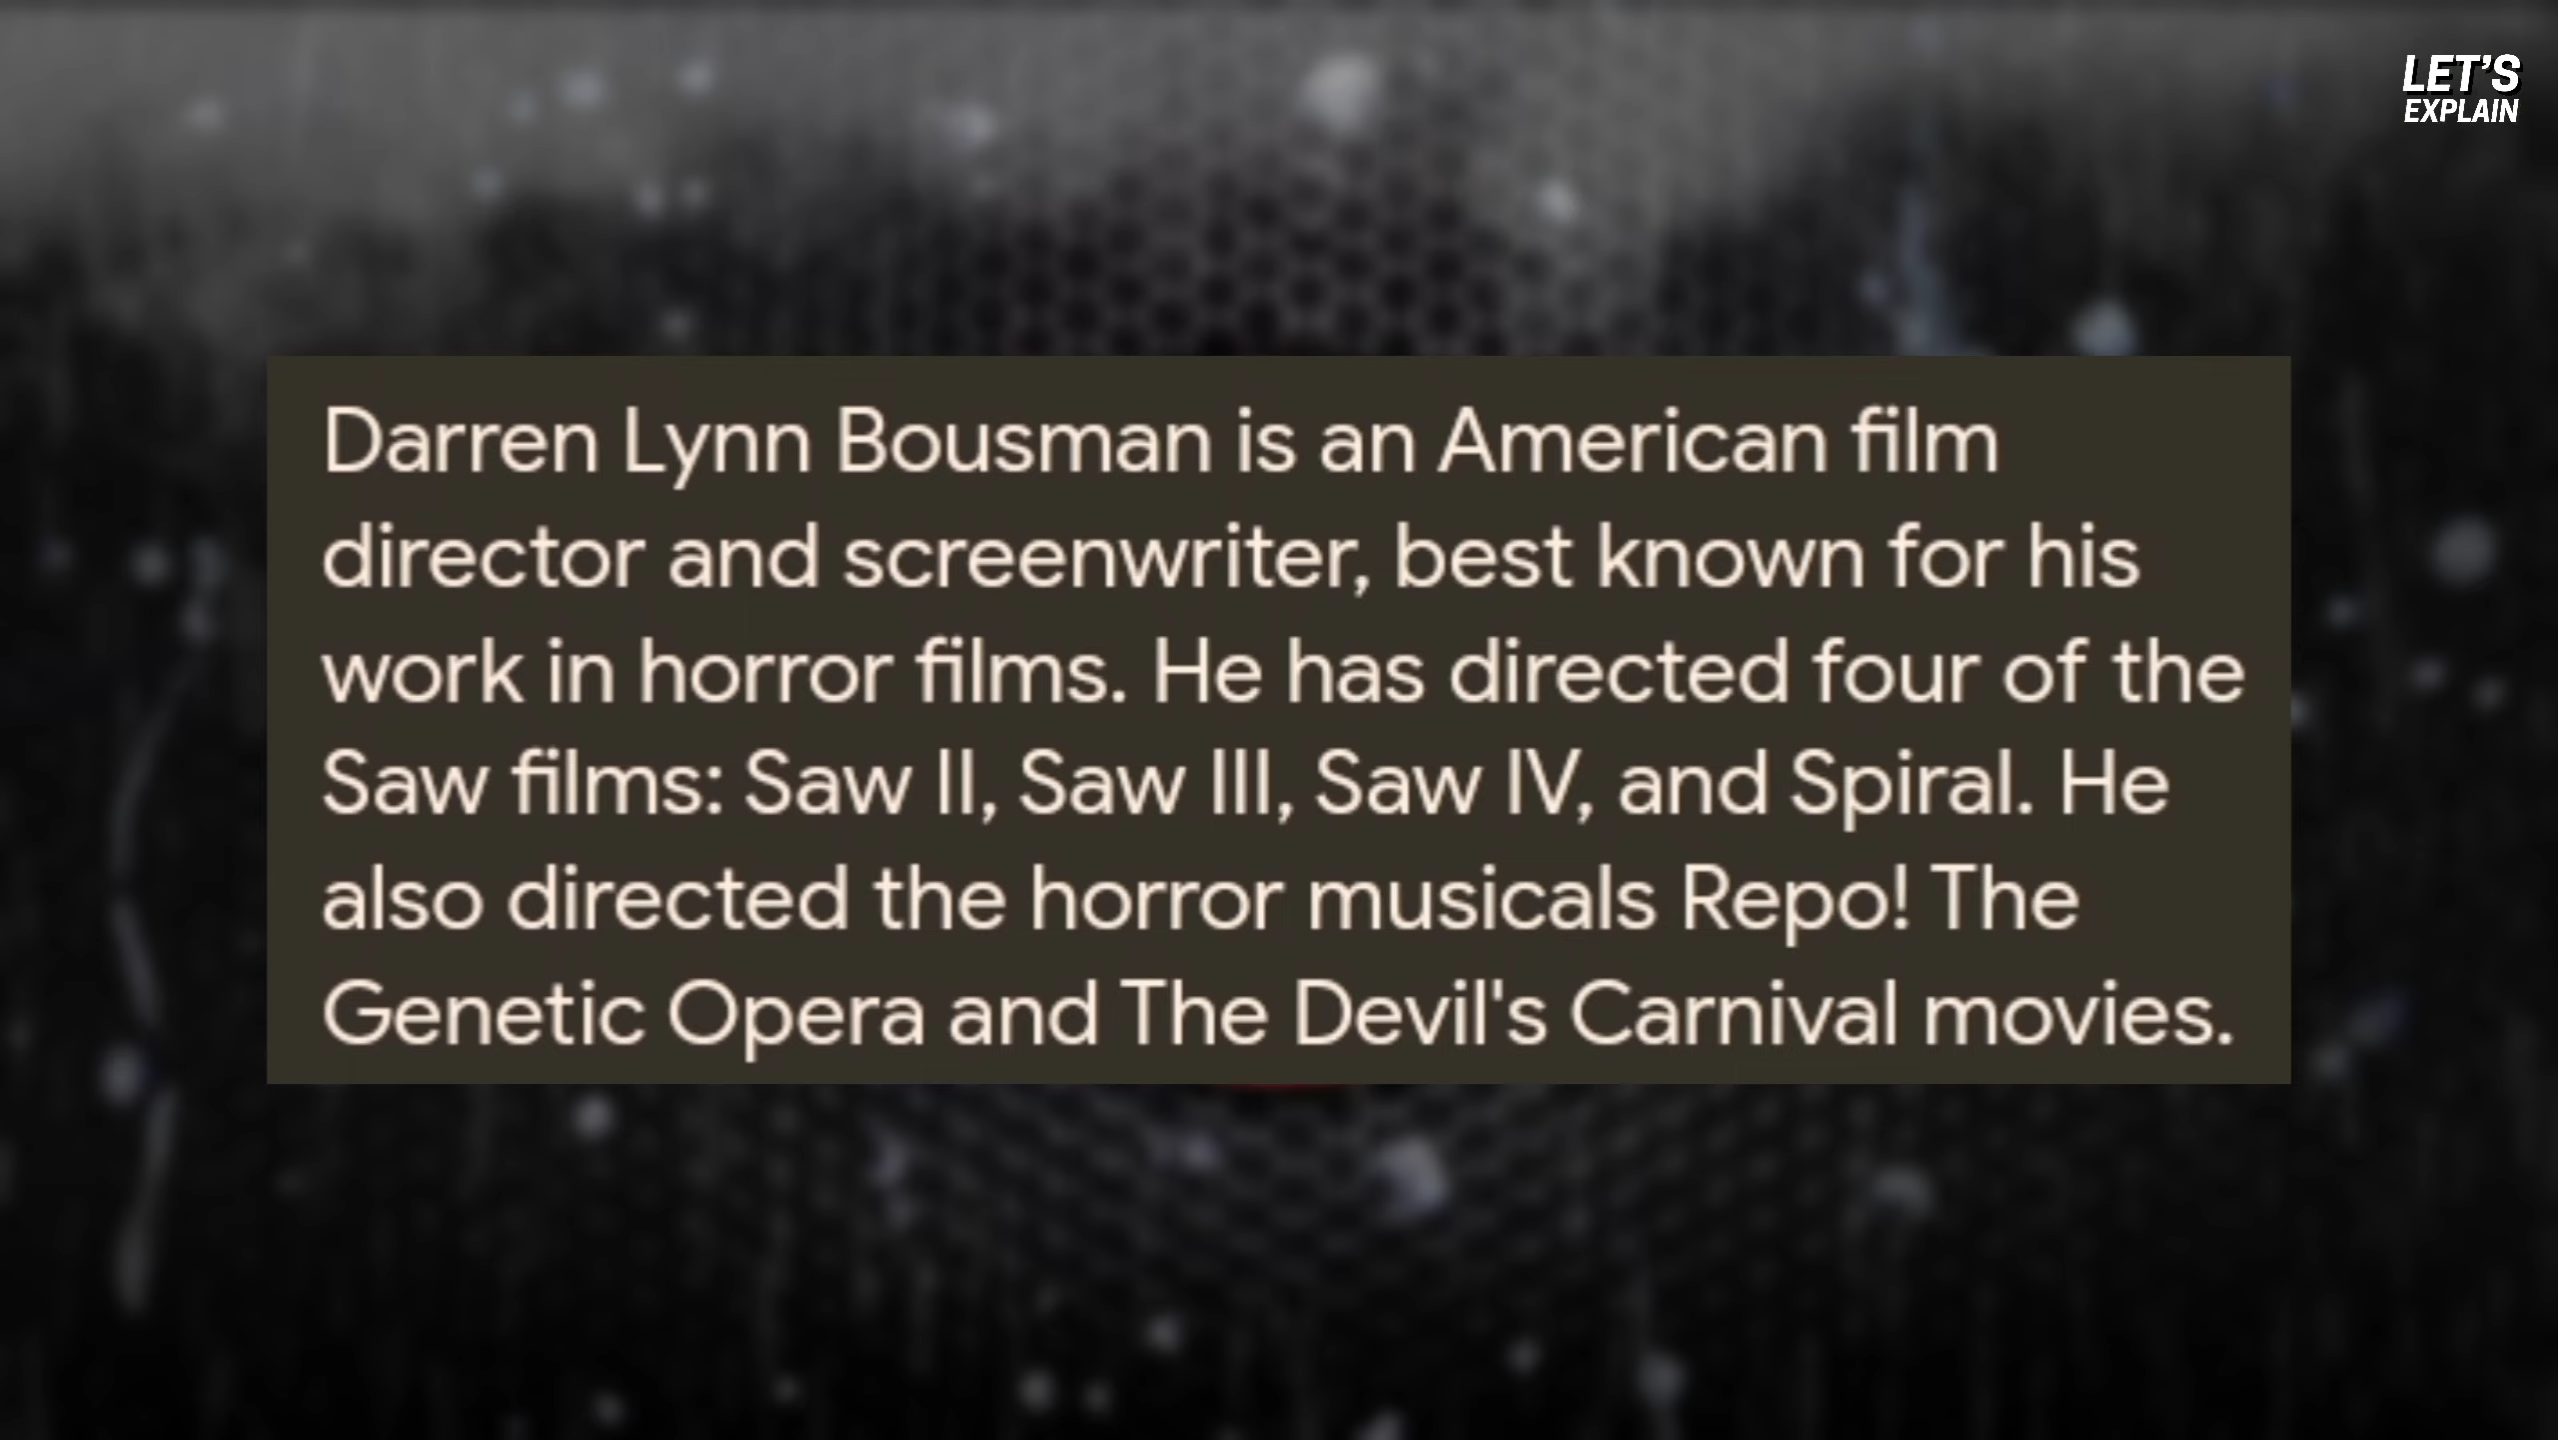 LET'S
EXPLAIN
Darren Lynn Bousman is an American film
director and screenwriter, best known for his
work in horror films. He has directed four of the
Saw films: Saw II, Saw III, Saw IV, and Spiral. He
also directed the horror musicals Repo! The
Genetic Opera and The Devil's Carnival movies.